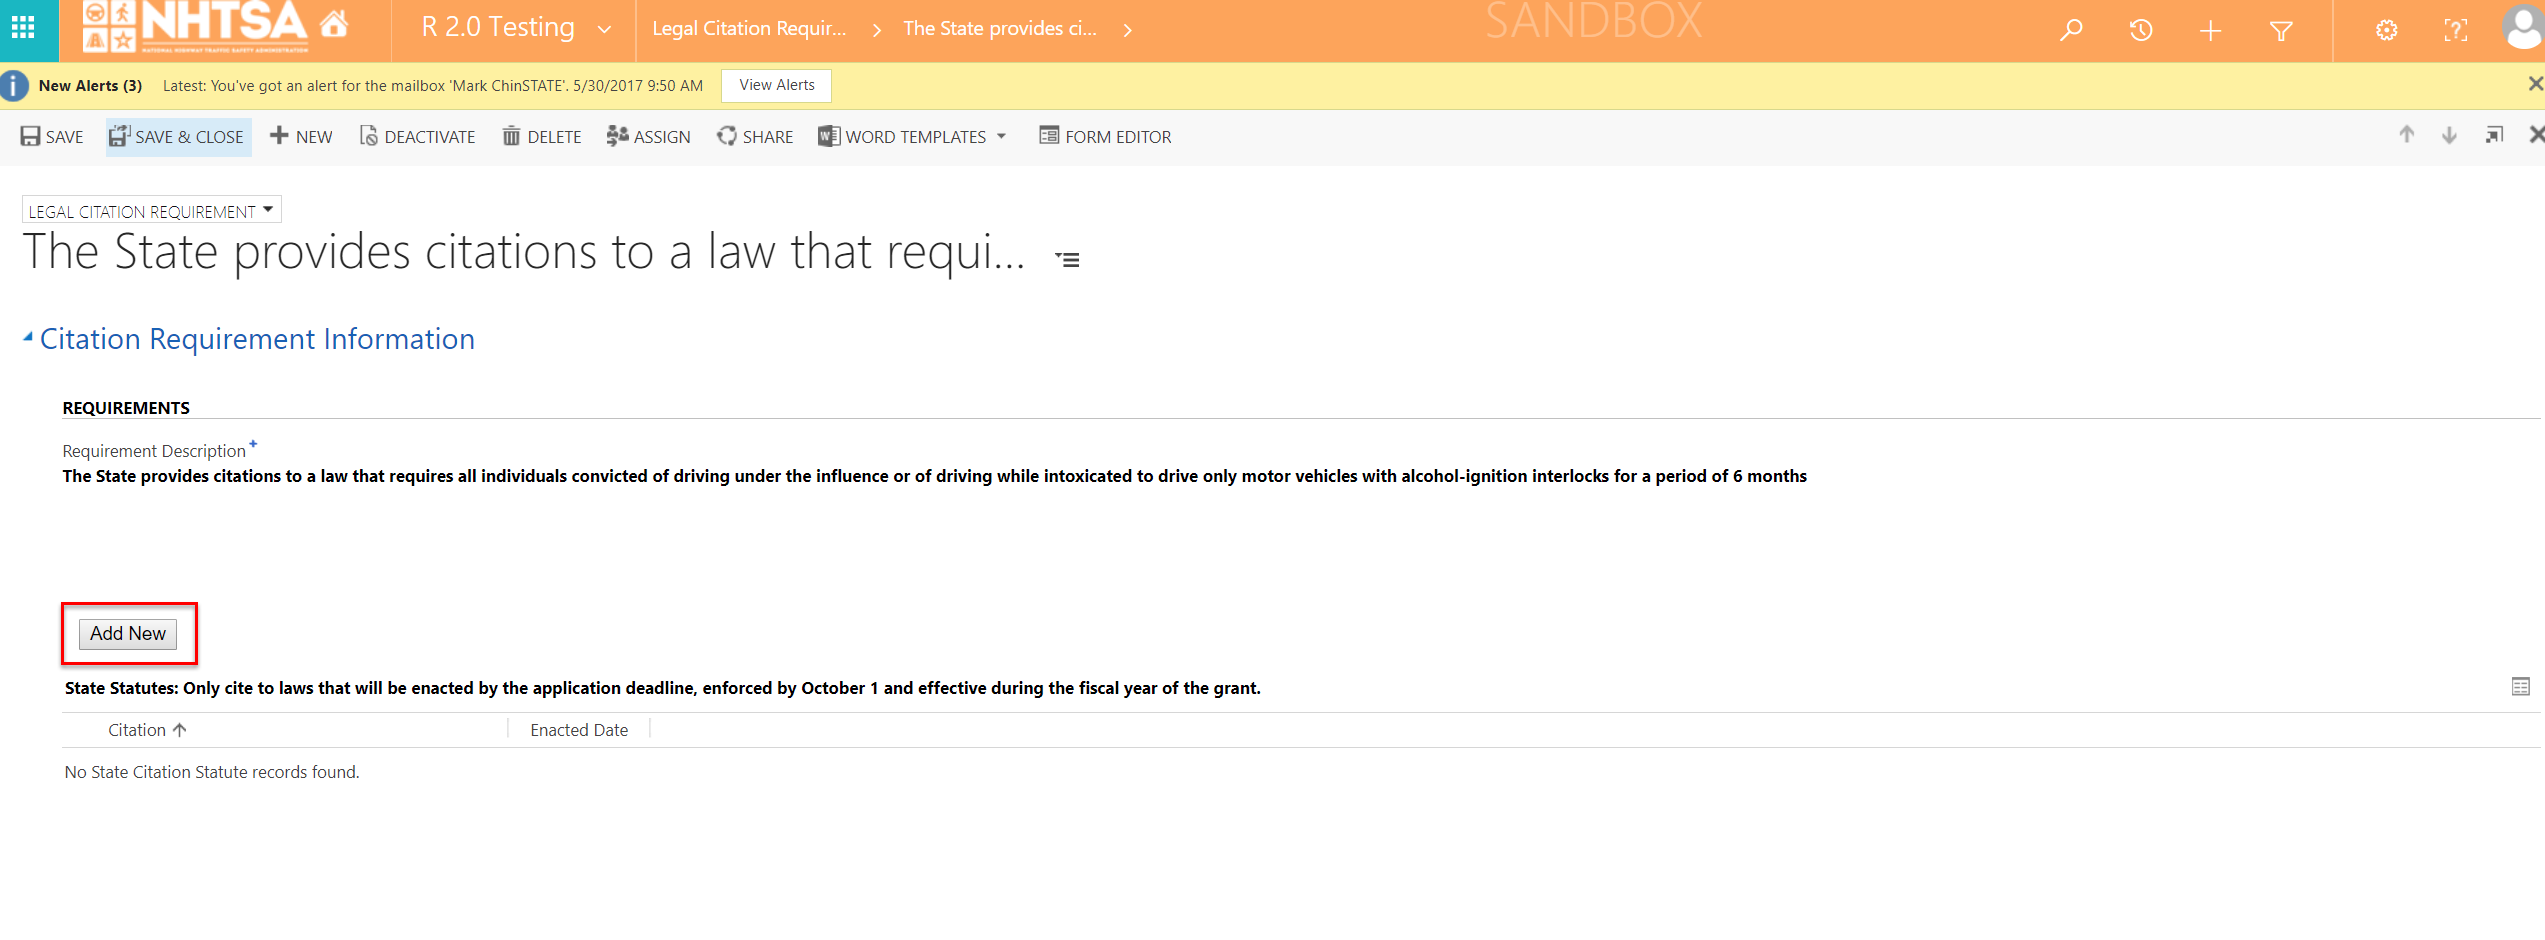 NHTSA
NATIONAL HIGHWAY TRAFFIC SAFETY ADMINISTRATION
R 2.0 Testing
Legal Citation Requir...
The State provides ci...
SANDBOX
New Alerts (3) Latest: You've got an alert for the mailbox 'Mark ChinSTATE'. 5/30/2017 9:50 AM View Alerts
SAVE SAVE & CLOSE NEW DEACTIVATE DELETE ASSIGN SHARE WORD TEMPLATES FORM EDITOR
LEGAL CITATION REQUIREMENT
The State provides citations to a law that requi...
Citation Requirement Information
REQUIREMENTS
Requirement Description+
The State provides citations to a law that requires all individuals convicted of driving under the influence or of driving while intoxicated to drive only motor vehicles with alcohol-ignition interlocks for a period of 6 months
Add New
State Statutes: Only cite to laws that will be enacted by the application deadline, enforced by October 1 and effective during the fiscal year of the grant.
Citation Enacted Date
No State Citation Statute records found.